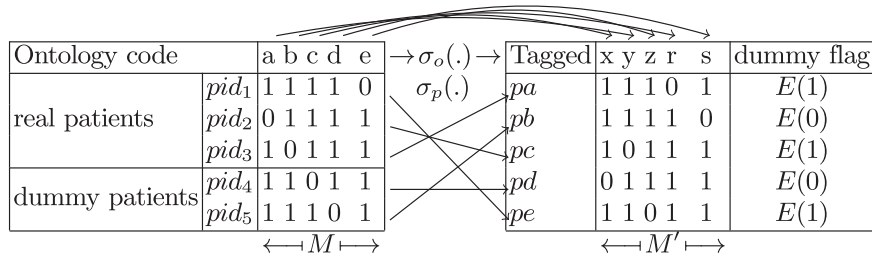 Ontology code a b c d e → σₒ(.) → Tagged x y z r s dummy flag
real patients pid₁ 1 1 1 1 0 σₚ(.) pa 1 1 1 0 1 E(1)
pid₂ 0 1 1 1 1 pb 1 1 1 1 0 E(0)
pid₃ 1 0 1 1 1 pc 1 0 1 1 1 E(1)
dummy patients pid₄ 1 1 0 1 1 pd 0 1 1 1 1 E(0)
pid₅ 1 1 1 0 1 pe 1 1 0 1 1 E(1)
M M′